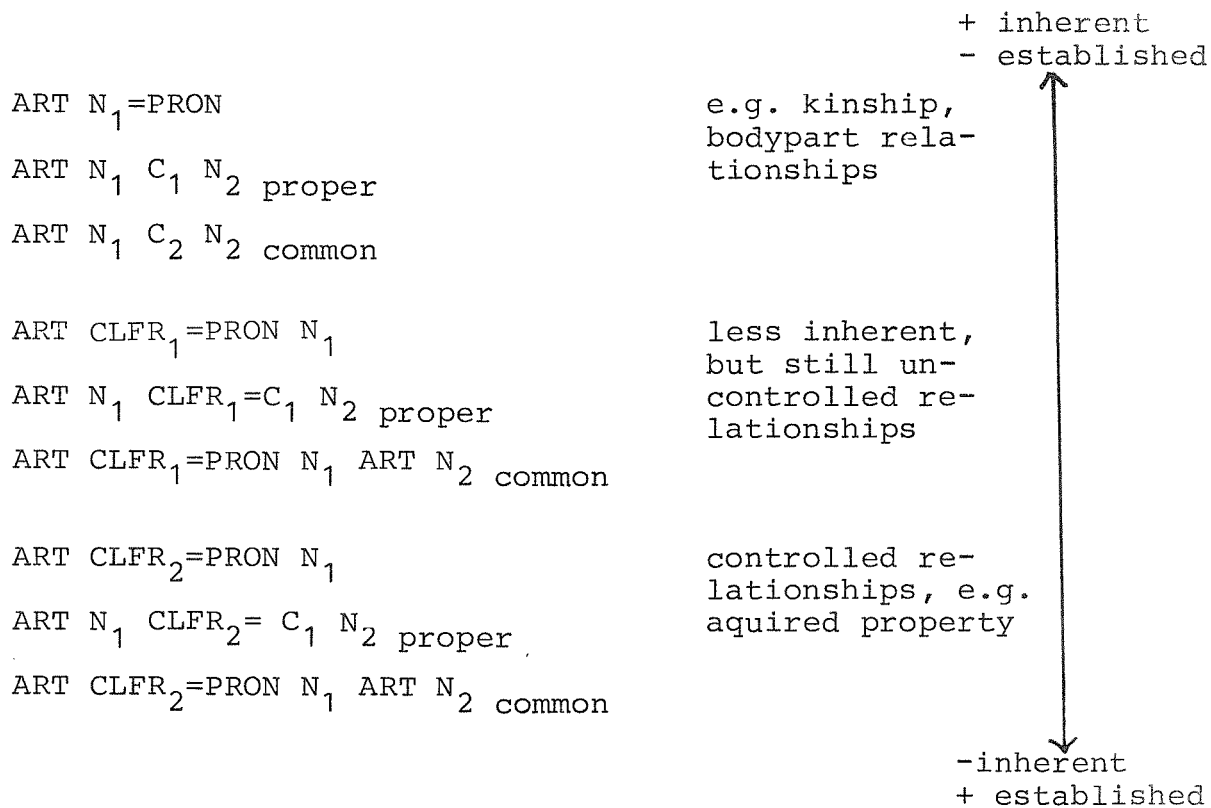 + inherent
- established
ART N₁=PRON e.g. kinship,
bodypart rela-
ART N₁ C₁ N₂ proper tionships
ART N₁ C₂ N₂ common
ART CLFR₁=PRON N₁ less inherent,
but still un-
ART N₁ CLFR₁=C₁ N₂ proper controlled re-
lationships
ART CLFR₁=PRON N₁ ART N₂ common
ART CLFR₂=PRON N₁ controlled re-
lationships, e.g.
ART N₁ CLFR₂= C₁ N₂ proper aquired property
ART CLFR₂=PRON N₁ ART N₂ common
-inherent
+ established